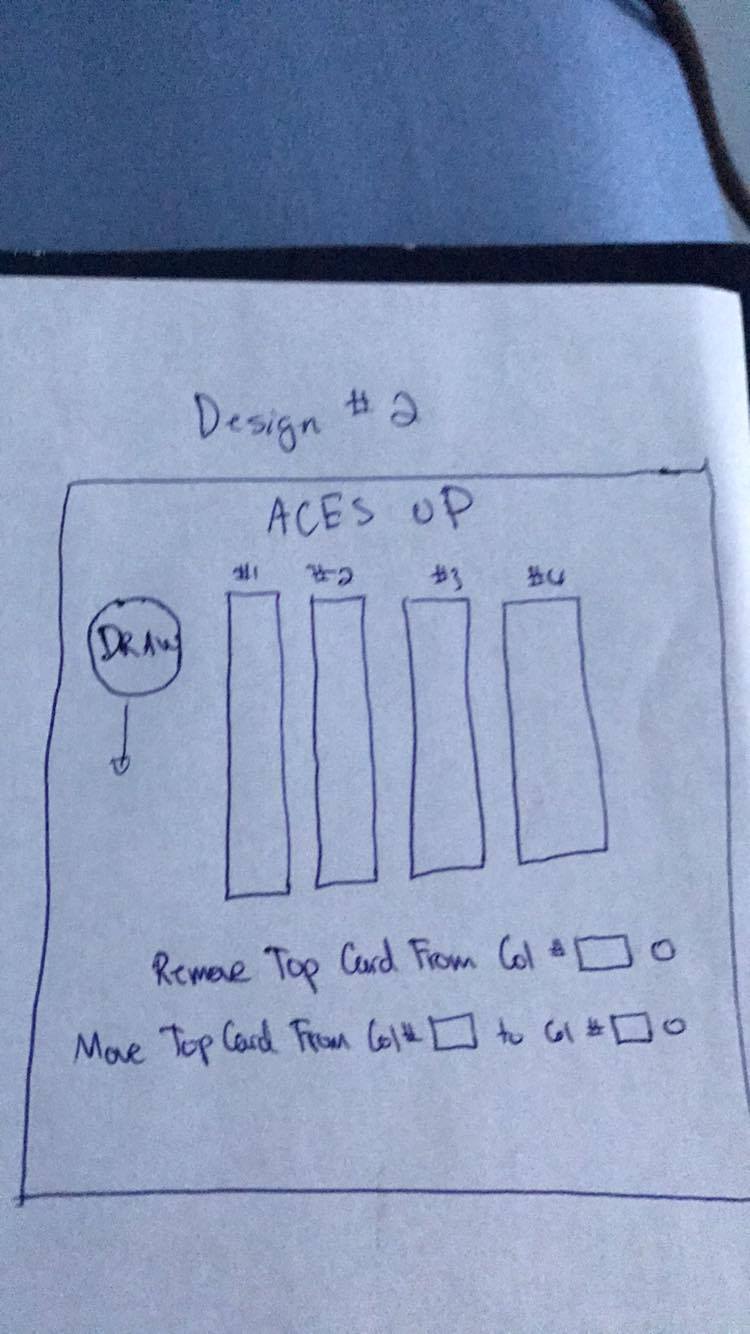 Design #2
ACES UP
#1 #2 #3 #4
DRAW
Remove Top Card From Col #
Move Top Card From Col # to Col #